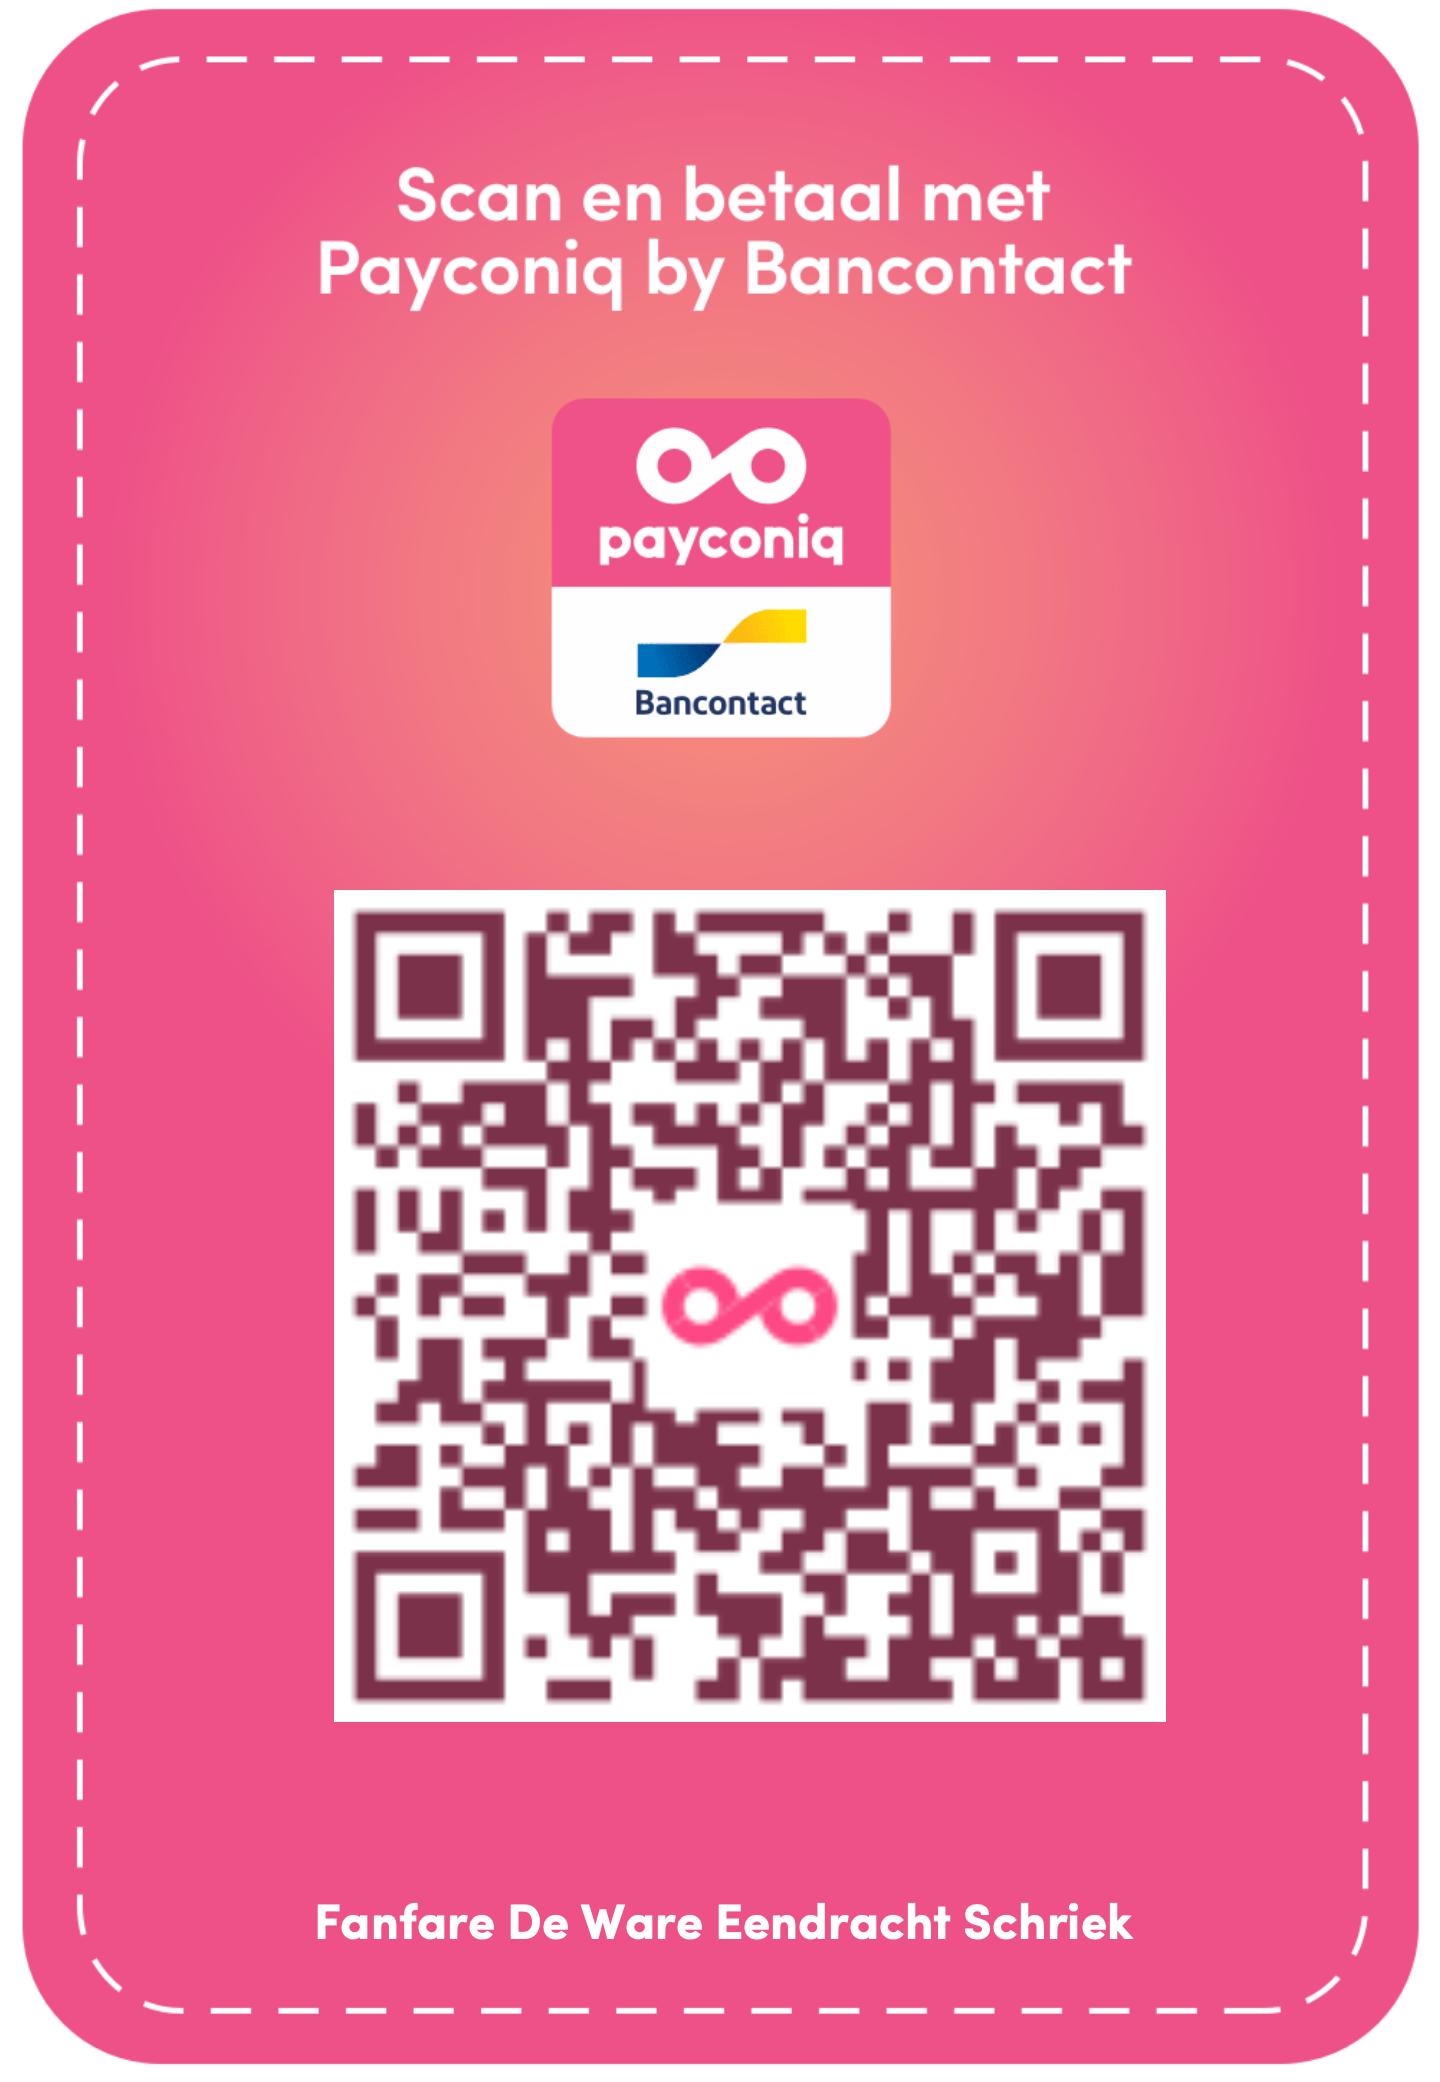 Scan en betaal met
Payconiq by Bancontact
payconiq
Bancontact
Fanfare De Ware Eendracht Schriek